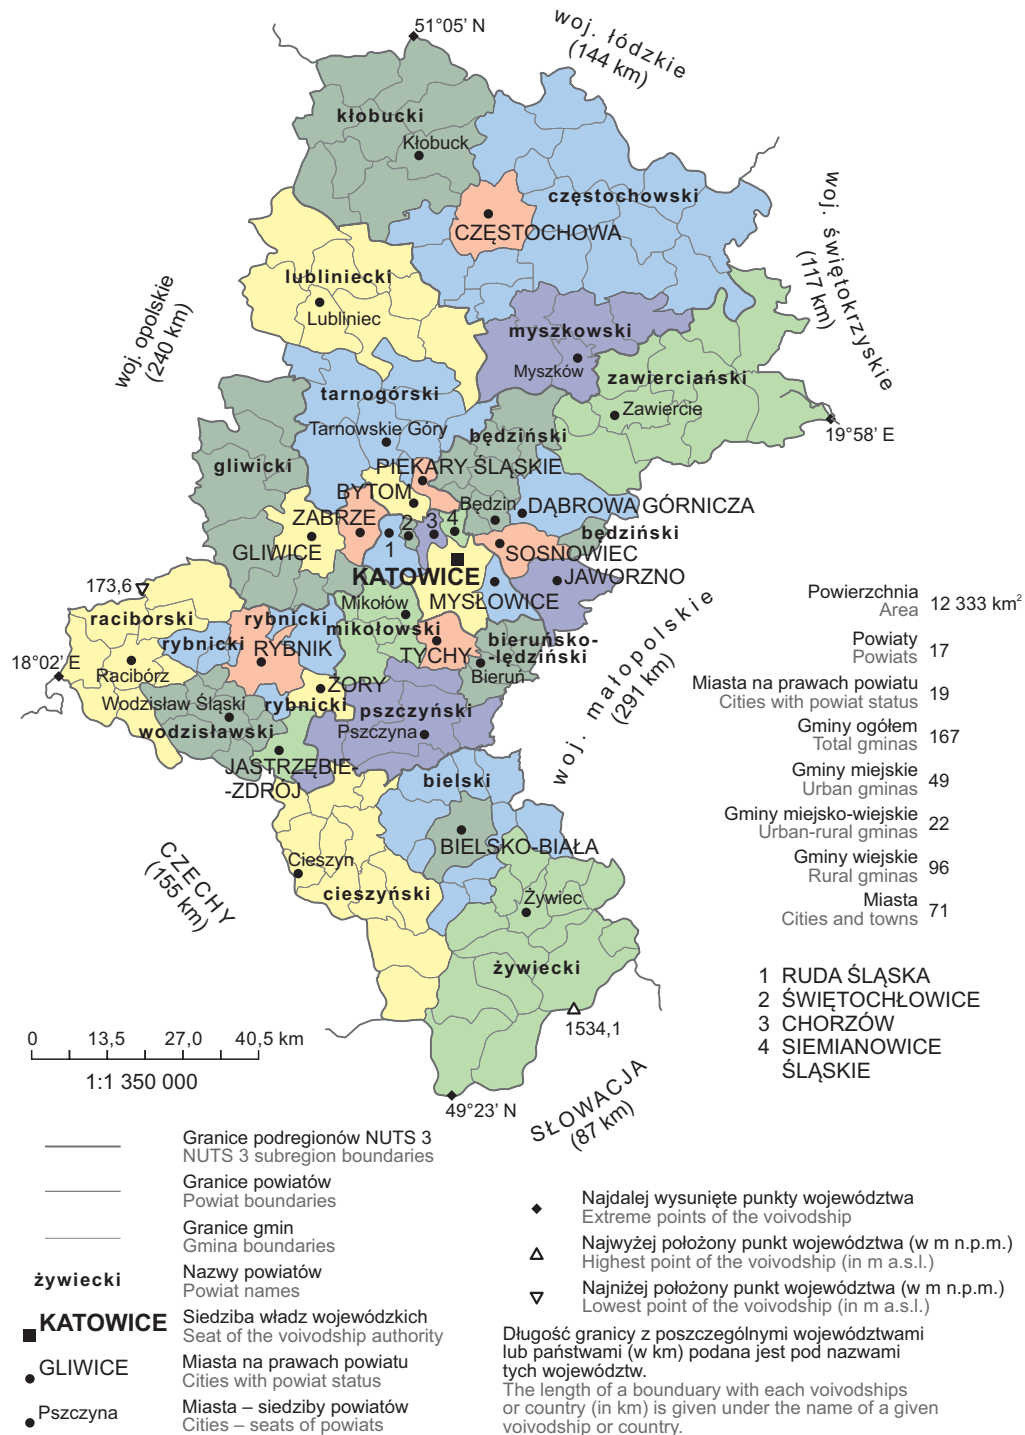 51°05' N
woj. łódzkie
(144 km)
kłobucki
Kłobuck
częstochowski
CZĘSTOCHOWA
woj. świętokrzyskie
(117 km)
lubliniecki
Lubliniec
woj. opolskie
(240 km)
myszkowski
Myszków
zawierciański
Zawiercie
19°58' E
tarnogórski
Tarnowskie Góry
będziński
gliwicki
PIEKARY ŚLĄSKIE
BYTOM
Będzin
DĄBROWA GÓRNICZA
ZABRZE
2
3
4
1
będziński
GLIWICE
SOSNOWIEC
KATOWICE
JAWORZNO
173,6
Mikołów
MYSŁOWICE
raciborski
rybnicki
rybnicki
mikołowski
bieruńsko-
-lędziński
RYBNIK
TYCHY
18°02' E
Racibórz
Bieruń
woj. małopolskie
(291 km)
Wodzisław Śląski
ŻORY
rybnicki
pszczyński
wodzisławski
Pszczyna
JASTRZĘBIE-
-ZDRÓJ
bielski
BIELSKO-BIAŁA
CZECHY
(155 km)
Cieszyn
cieszyński
Żywiec
żywiecki
1534,1
49°23' N
SŁOWACJA
(87 km)
Powierzchnia
Area
12 333 km²
Powiaty
Powiats
17
Miasta na prawach powiatu
Cities with powiat status
19
Gminy ogółem
Total gminas
167
Gminy miejskie
Urban gminas
49
Gminy miejsko-wiejskie
Urban-rural gminas
22
Gminy wiejskie
Rural gminas
96
Miasta
Cities and towns
71
1 RUDA ŚLĄSKA
2 ŚWIĘTOCHŁOWICE
3 CHORZÓW
4 SIEMIANOWICE
ŚLĄSKIE
0 13,5 27,0 40,5 km
1:1 350 000
Granice podregionów NUTS 3
NUTS 3 subregion boundaries
Granice powiatów
Powiat boundaries
Granice gmin
Gmina boundaries
żywiecki
Nazwy powiatów
Powiat names
KATOWICE
Siedziba władz wojewódzkich
Seat of the voivodship authority
GLIWICE
Miasta na prawach powiatu
Cities with powiat status
Pszczyna
Miasta – siedziby powiatów
Cities – seats of powiats
Najdalej wysunięte punkty województwa
Extreme points of the voivodship
Najwyżej położony punkt województwa (w m n.p.m.)
Highest point of the voivodship (in m a.s.l.)
Najniżej położony punkt województwa (w m n.p.m.)
Lowest point of the voivodship (in m a.s.l.)
Długość granicy z poszczególnymi województwami
lub państwami (w km) podana jest pod nazwami
tych województw.
The length of a bounduary with each voivodships
or country (in km) is given under the name of a given
voivodship or country.